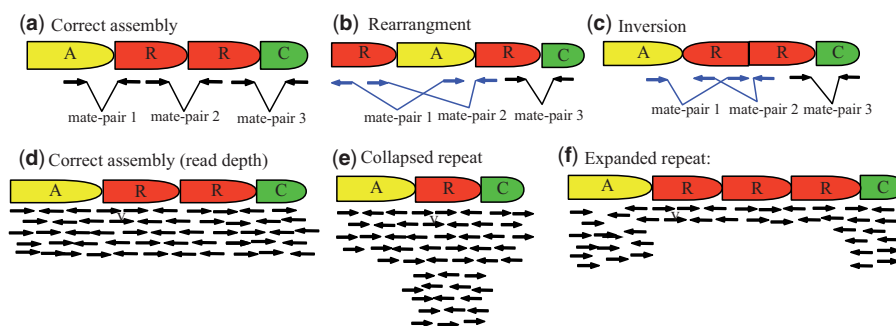 (a) Correct assembly
A R R C
mate-pair 1 mate-pair 2 mate-pair 3
(b) Rearrangment
R A R C
mate-pair 1 mate-pair 2 mate-pair 3
(c) Inversion
A R R C
mate-pair 1 mate-pair 2 mate-pair 3
(d) Correct assembly (read depth)
A R R C
v
(e) Collapsed repeat
A R C
v
(f) Expanded repeat:
A R R R C
v